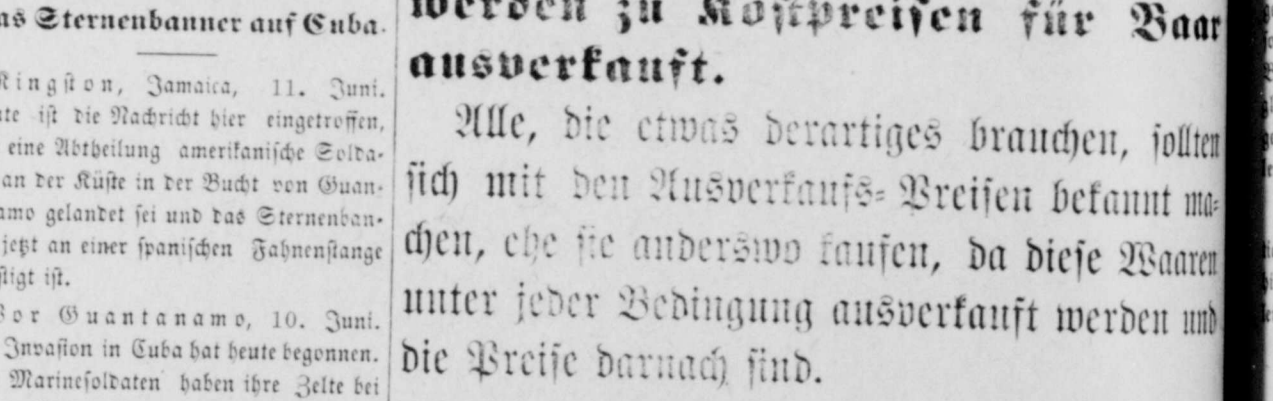 Sternenbanner auf Cuba.
Kingston, Jamaica, 11. Juni.
ist die Nachricht hier eingetroffen,
eine Abtheilung amerikanische Solda-
an der Küste in der Bucht von Guan-
amo gelandet sei und das Sternenban-
jetzt an einer spanischen Fahnenstange
ist.
Vor Guantanamo, 10. Juni.
Invasion in Cuba hat heute begonnen.
Marinesoldaten haben ihre Zelte bei
werden zu Kostpreisen für Baar
ausverkauft.
Alle, die etwas derartiges brauchen, sollten
sich mit den Ausverkaufs-Preisen bekannt ma-
chen, ehe sie anderswo kaufen, da diese Waaren
unter jeder Bedingung ausverkauft werden und
die Preise darnach sind.